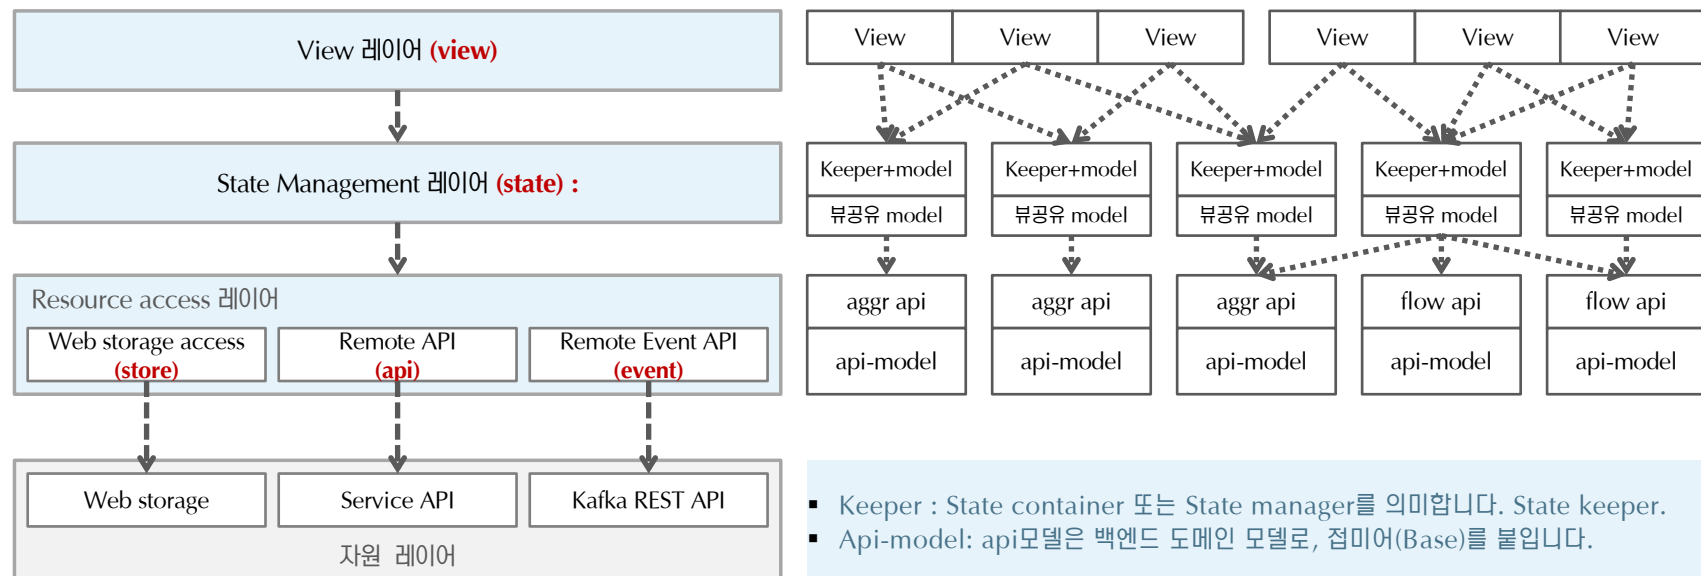 View 레이어 (view)
State Management 레이어 (state) :
Resource access 레이어
Web storage access
(store)
Remote API
(api)
Remote Event API
(event)
Web storage
Service API
Kafka REST API
자원 레이어
View
View
View
View
View
View
Keeper+model
Keeper+model
Keeper+model
Keeper+model
Keeper+model
뷰공유 model
뷰공유 model
뷰공유 model
뷰공유 model
뷰공유 model
aggr api
aggr api
aggr api
flow api
flow api
api-model
api-model
api-model
api-model
api-model
▪ Keeper : State container 또는 State manager를 의미합니다. State keeper.
▪ Api-model: api모델은 백엔드 도메인 모델로, 접미어(Base)를 붙입니다.